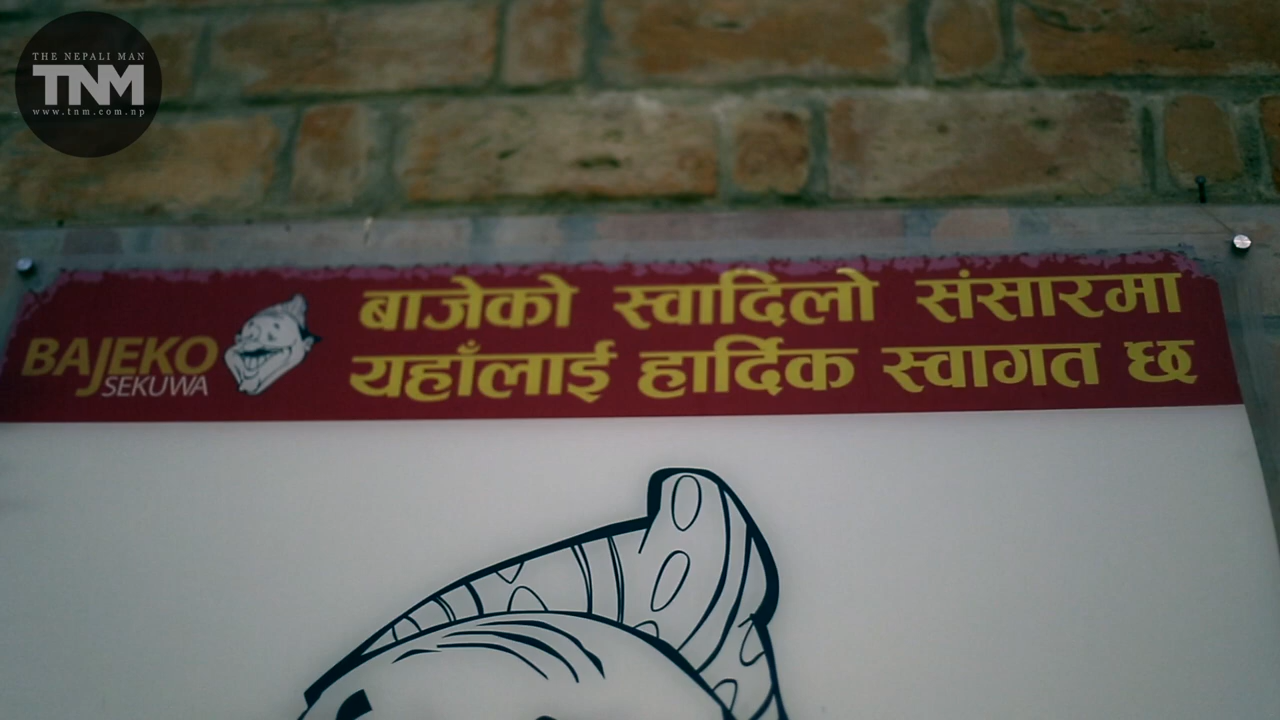 THE NEPALI MAN
TNM
www.tnm.com.np
BAJEKO
SEKUWA
बाजेको स्वादिलो संसारमा
यहाँलाई हार्दिक स्वागत छ